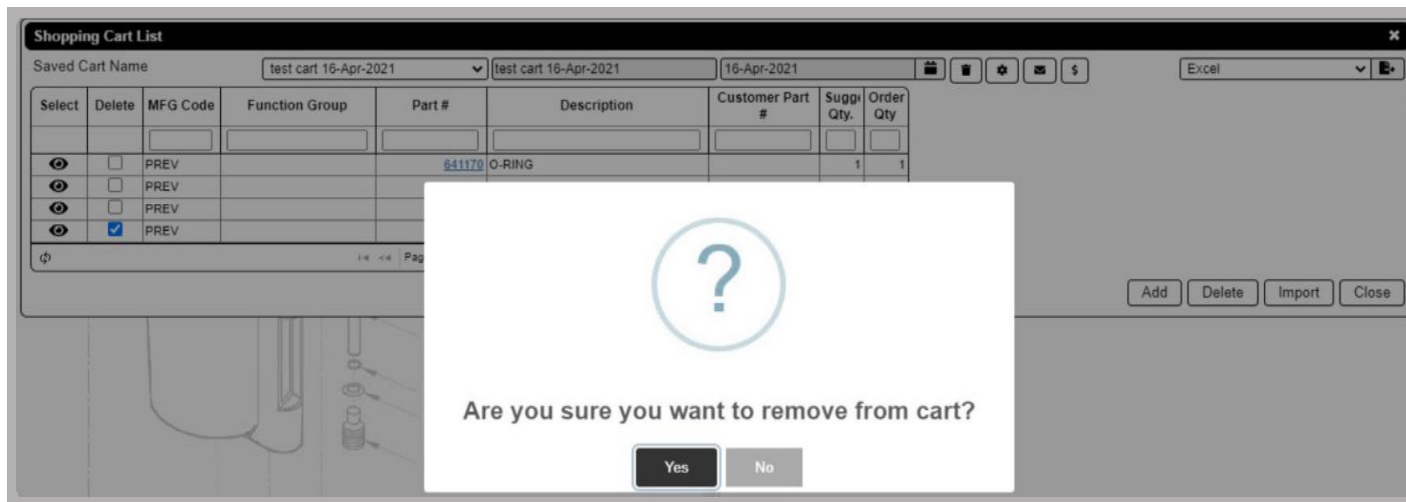 Shopping Cart List
Saved Cart Name test cart 16-Apr-2021 test cart 16-Apr-2021 16-Apr-2021 $ Excel
Select Delete MFG Code Function Group Part # Description Customer Part # Sugg Qty. Order Qty
PREV 641170 O-RING 1 1
PREV
PREV
PREV
Pag
Add Delete Import Close
?
Are you sure you want to remove from cart?
Yes No